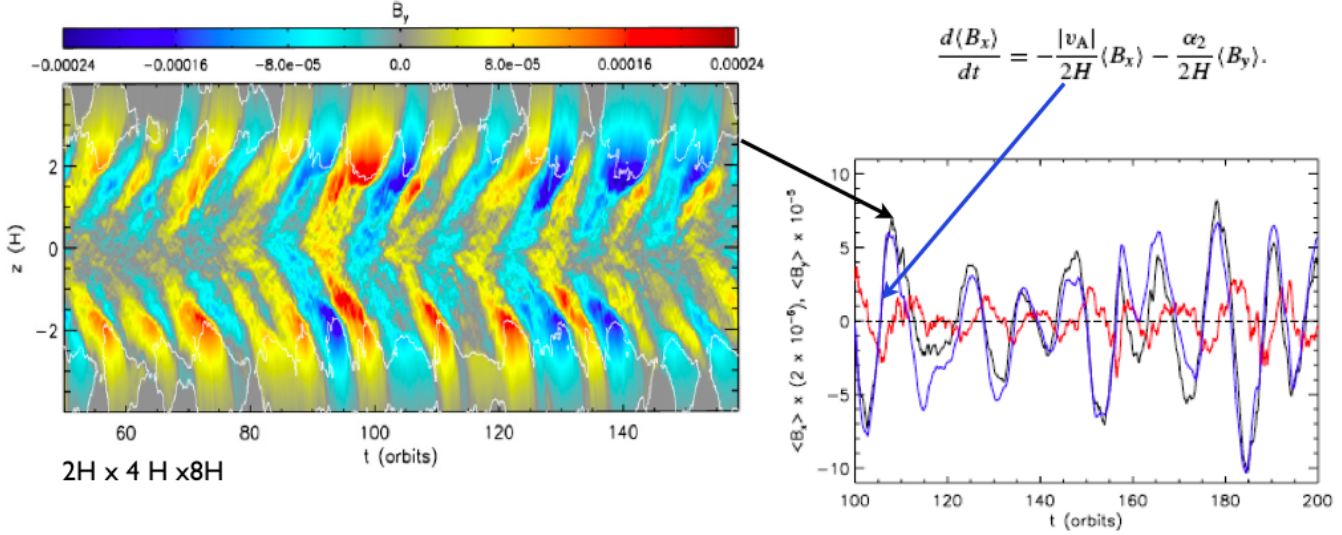 B_y
−0.00024 −0.00016 −8.0e−05 0.0 8.0e−05 0.00016 0.00024
d⟨B_x⟩/dt = −|v_A|/2H ⟨B_x⟩ − α_2/2H ⟨B_y⟩.
z (H)
2
0
−2
60 80 100 120 140
t (orbits)
2H x 4 H x8H
<B_x> x (2 x 10^−6), <B_y> x 10^−5
10
5
0
−5
−10
100 120 140 160 180 200
t (orbits)